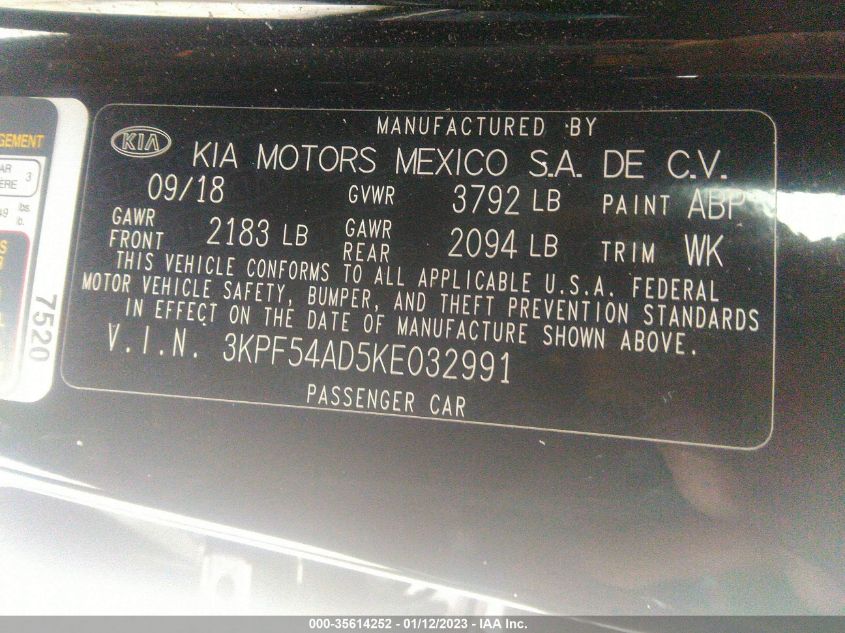 MANUFACTURED BY
KIA
KIA MOTORS MEXICO S.A. DE C.V.
09/18 GVWR 3792 LB PAINT ABP
GAWR FRONT 2183 LB GAWR REAR 2094 LB TRIM WK
THIS VEHICLE CONFORMS TO ALL APPLICABLE U.S.A. FEDERAL
MOTOR VEHICLE SAFETY, BUMPER, AND THEFT PREVENTION STANDARDS
IN EFFECT ON THE DATE OF MANUFACTURE SHOWN ABOVE.
V.I.N. 3KPF54AD5KE032991
PASSENGER CAR
3
lbs.
lb.
7520
000-35614252 - 01/12/2023 - IAA Inc.